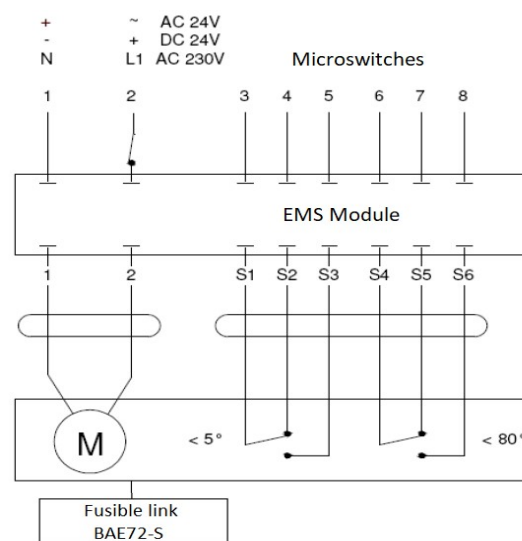 + ~ AC 24V
- + DC 24V
N L1 AC 230V
Microswitches
1 2 3 4 5 6 7 8
EMS Module
1 2 S1 S2 S3 S4 S5 S6
M < 5° < 80°
Fusible link
BAE72-S